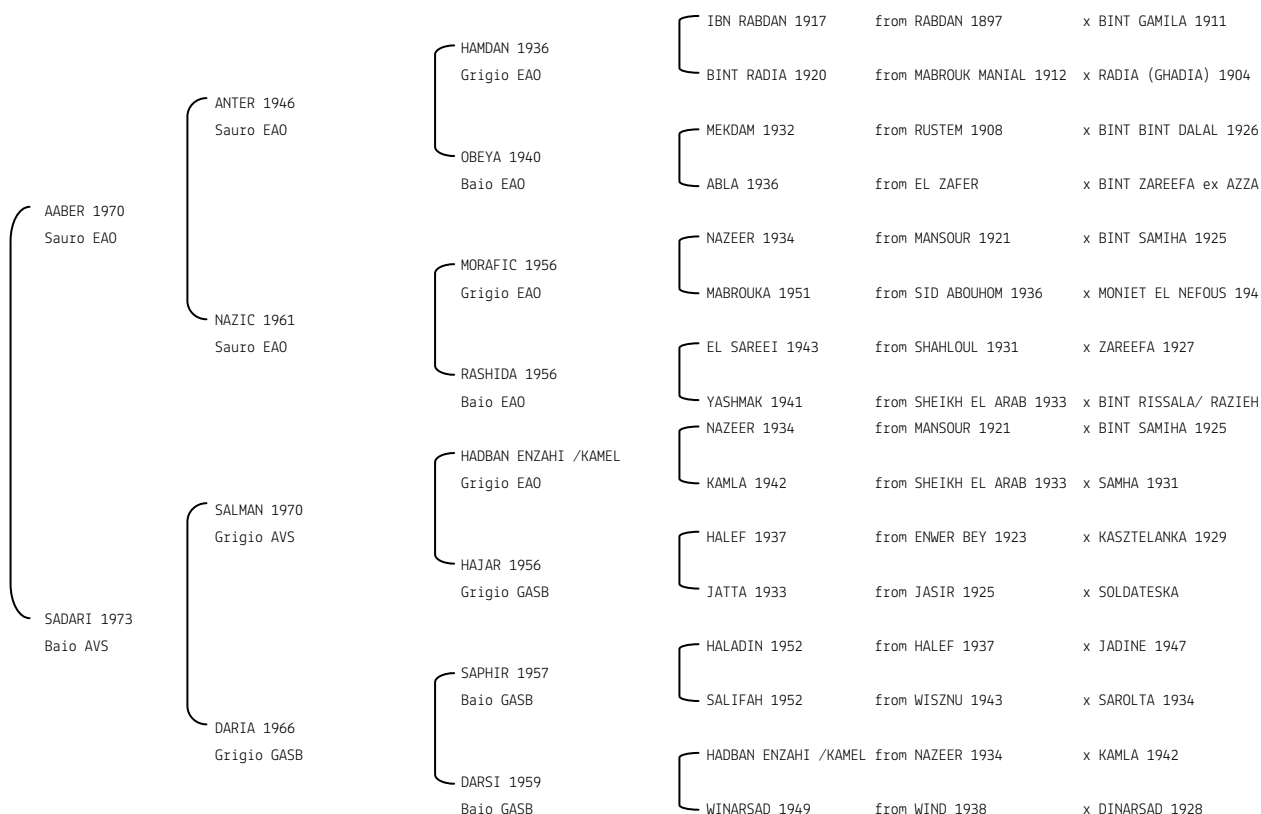 IBN RABDAN 1917 from RABDAN 1897 x BINT GAMILA 1911
HAMDAN 1936
Grigio EAO BINT RADIA 1920 from MABROUK MANIAL 1912 x RADIA (GHADIA) 1904
ANTER 1946
Sauro EAO MEKDAM 1932 from RUSTEM 1908 x BINT BINT DALAL 1926
OBEYA 1940
Baio EAO ABLA 1936 from EL ZAFER x BINT ZAREEFA ex AZZA
AABER 1970
Sauro EAO NAZEER 1934 from MANSOUR 1921 x BINT SAMIHA 1925
MORAFIC 1956
Grigio EAO MABROUKA 1951 from SID ABOUHOM 1936 x MONIET EL NEFOUS 194
NAZIC 1961
Sauro EAO EL SAREEI 1943 from SHAHLOUL 1931 x ZAREEFA 1927
RASHIDA 1956
Baio EAO YASHMAK 1941 from SHEIKH EL ARAB 1933 x BINT RISSALA/ RAZIEH
NAZEER 1934 from MANSOUR 1921 x BINT SAMIHA 1925
HADBAN ENZAHI /KAMEL
Grigio EAO KAMLA 1942 from SHEIKH EL ARAB 1933 x SAMHA 1931
SALMAN 1970
Grigio AVS HALEF 1937 from ENWER BEY 1923 x KASZTELANKA 1929
HAJAR 1956
Grigio GASB JATTA 1933 from JASIR 1925 x SOLDATESKA
SADARI 1973
Baio AVS HALADIN 1952 from HALEF 1937 x JADINE 1947
SAPHIR 1957
Baio GASB SALIFAH 1952 from WISZNU 1943 x SAROLTA 1934
DARIA 1966
Grigio GASB HADBAN ENZAHI /KAMEL from NAZEER 1934 x KAMLA 1942
DARSI 1959
Baio GASB WINARSAD 1949 from WIND 1938 x DINARSAD 1928